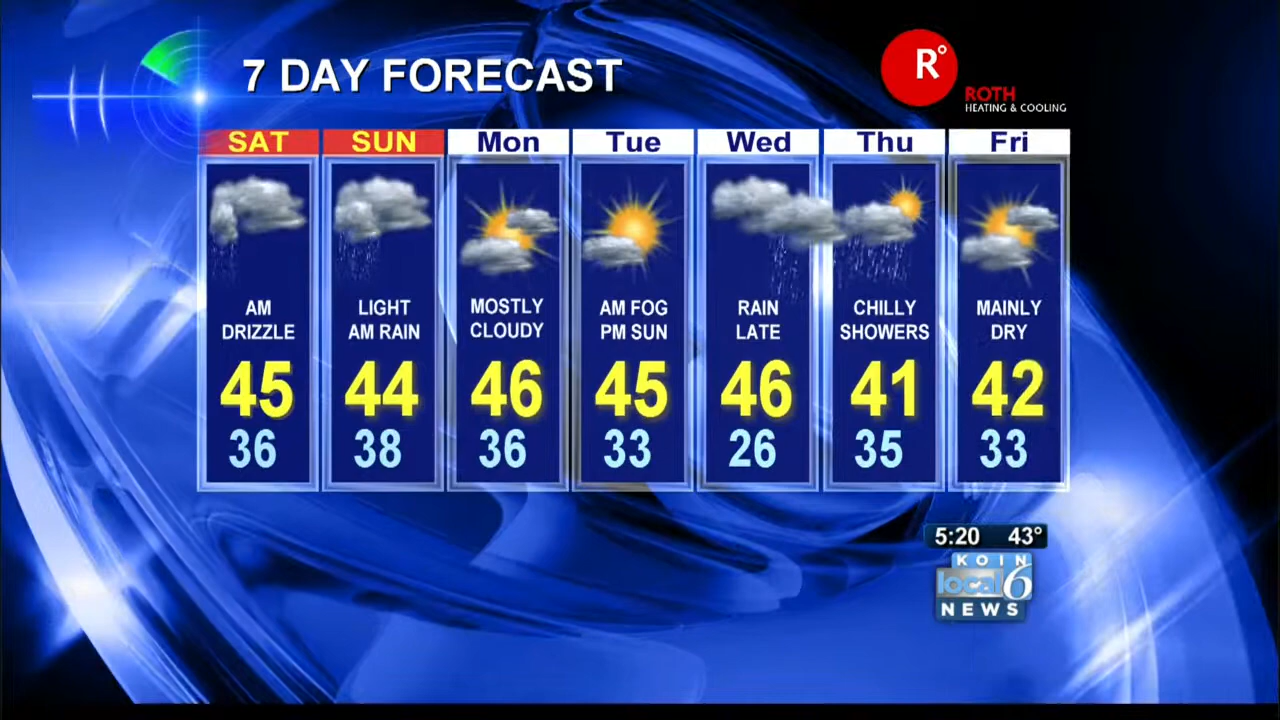 7 DAY FORECAST
R°
ROTH
HEATING & COOLING
SAT SUN Mon Tue Wed Thu Fri
AM DRIZZLE
LIGHT AM RAIN
MOSTLY CLOUDY
AM FOG PM SUN
RAIN LATE
CHILLY SHOWERS
MAINLY DRY
45 44 46 45 46 41 42
36 38 36 33 26 35 33
5:20 43°
KOIN
local 6
NEWS